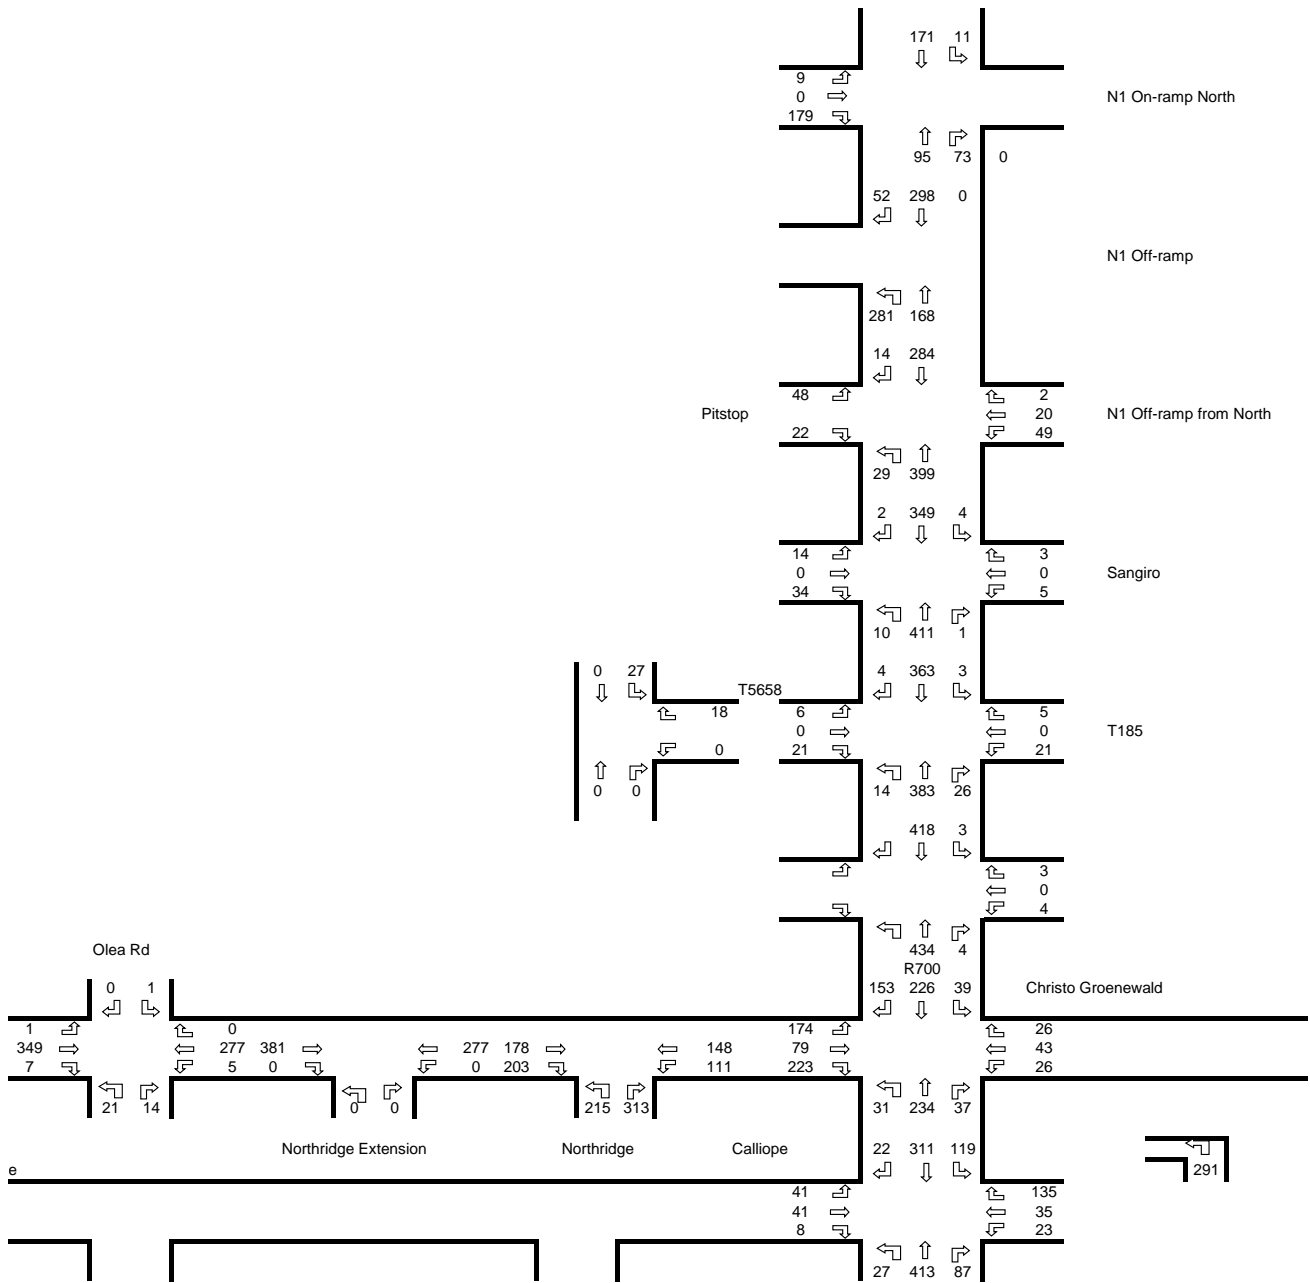 171 11
9
0 N1 On-ramp North
179
95 73 0
52 298 0
N1 Off-ramp
281 168
14 284
48 2
Pitstop 20 N1 Off-ramp from North
22 49
29 399
2 349 4
14 3
0 0 Sangiro
34 5
10 411 1
0 27 4 363 3
T5658
18 6 5
0 0 T185
0 21 21
0 0 14 383 26
418 3
3
0
4
434 4
Olea Rd
R700
0 1 153 226 39 Christo Groenewald
1 0 174 26
349 277 381 277 178 148 79 43
7 5 0 0 203 111 223 26
21 14 0 0 215 313 31 234 37
Northridge Extension Northridge Calliope 22 311 119
e 291
41 135
41 35
8 23
27 413 87